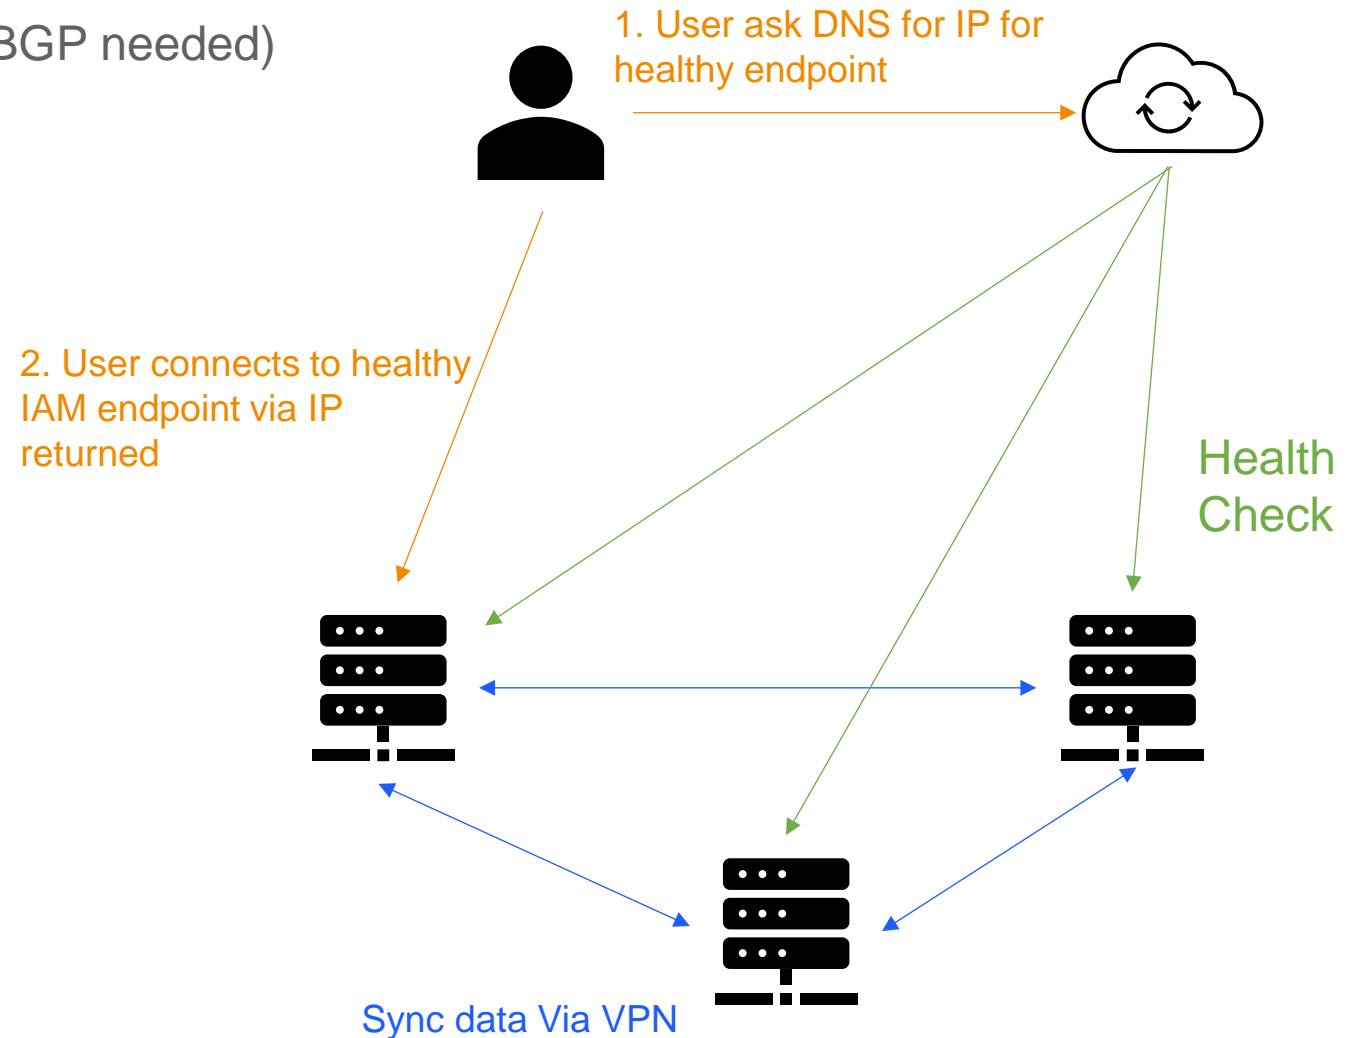 BGP needed)
1. User ask DNS for IP for
healthy endpoint
2. User connects to healthy
IAM endpoint via IP
returned
Health
Check
Sync data Via VPN